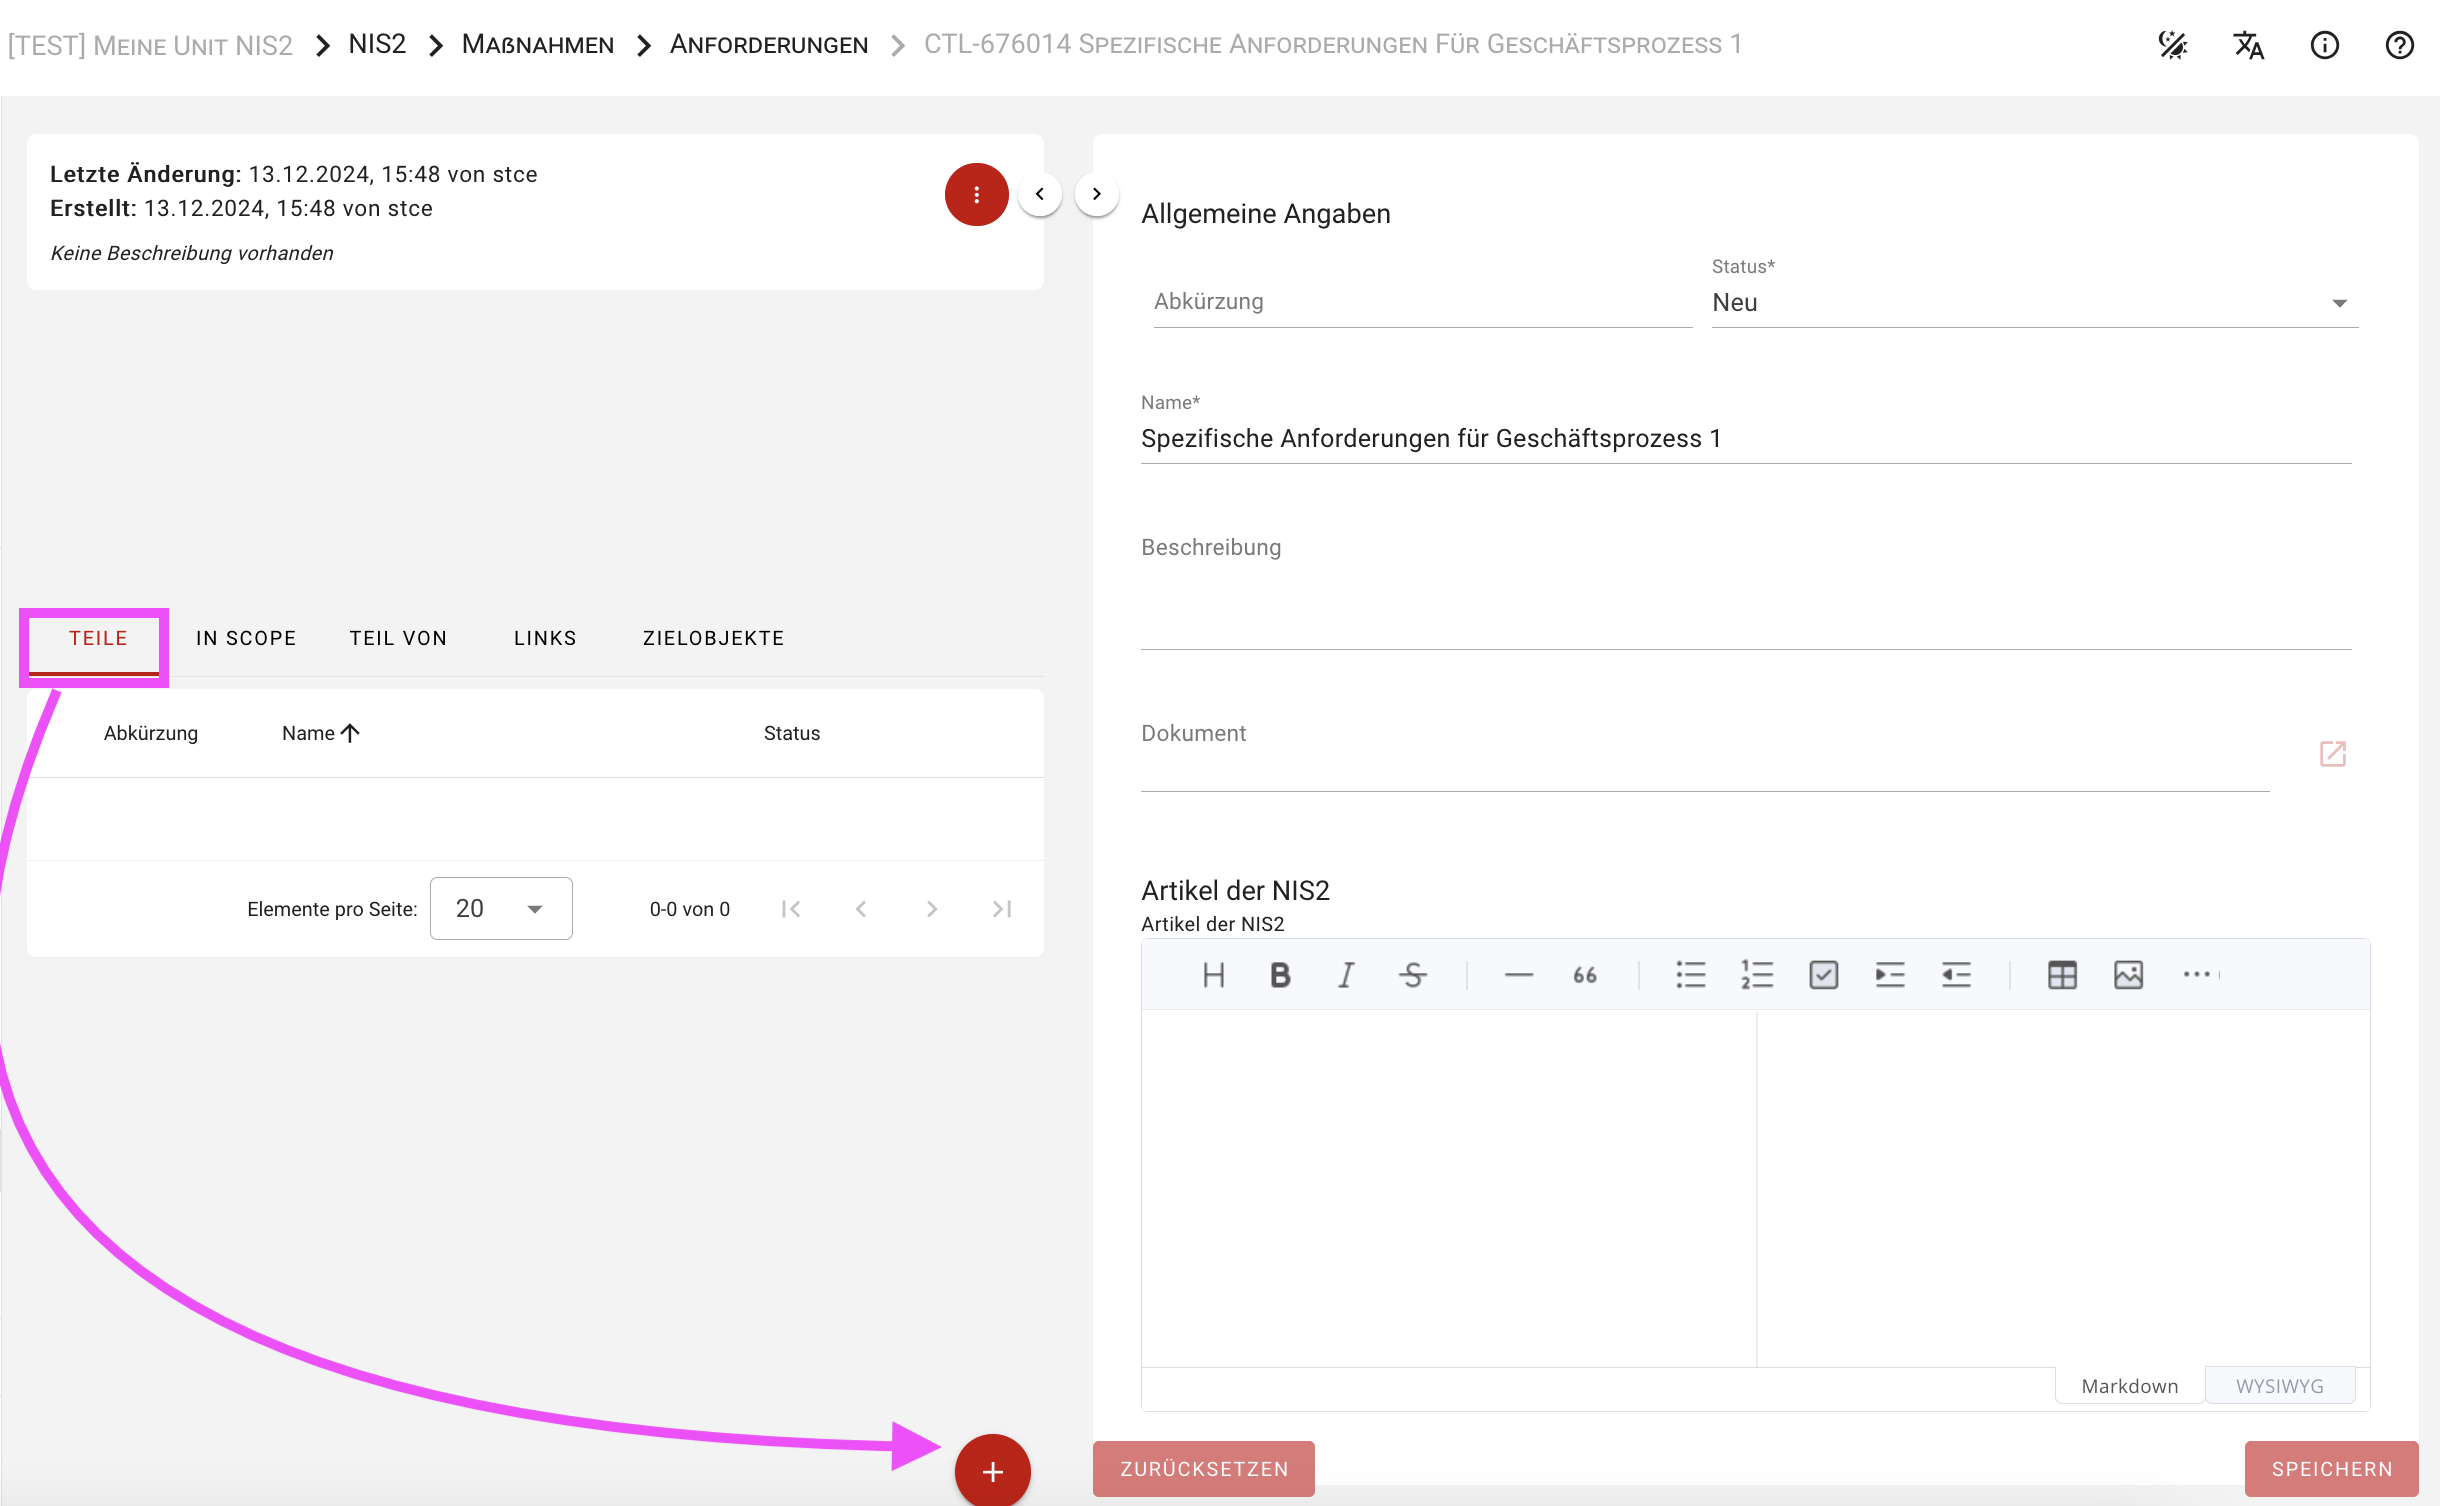 [TEST] Meine Unit NIS2 NIS2 Maßnahmen Anforderungen CTL-676014 Spezifische Anforderungen Für Geschäftsprozess 1
Letzte Änderung: 13.12.2024, 15:48 von stce
Erstellt: 13.12.2024, 15:48 von stce
Keine Beschreibung vorhanden
TEILE IN SCOPE TEIL VON LINKS ZIELOBJEKTE
Abkürzung Name Status
Elemente pro Seite: 20 0-0 von 0
Allgemeine Angaben
Abkürzung
Status*
Neu
Name*
Spezifische Anforderungen für Geschäftsprozess 1
Beschreibung
Dokument
Artikel der NIS2
Artikel der NIS2
Markdown WYSIWYG
ZURÜCKSETZEN SPEICHERN